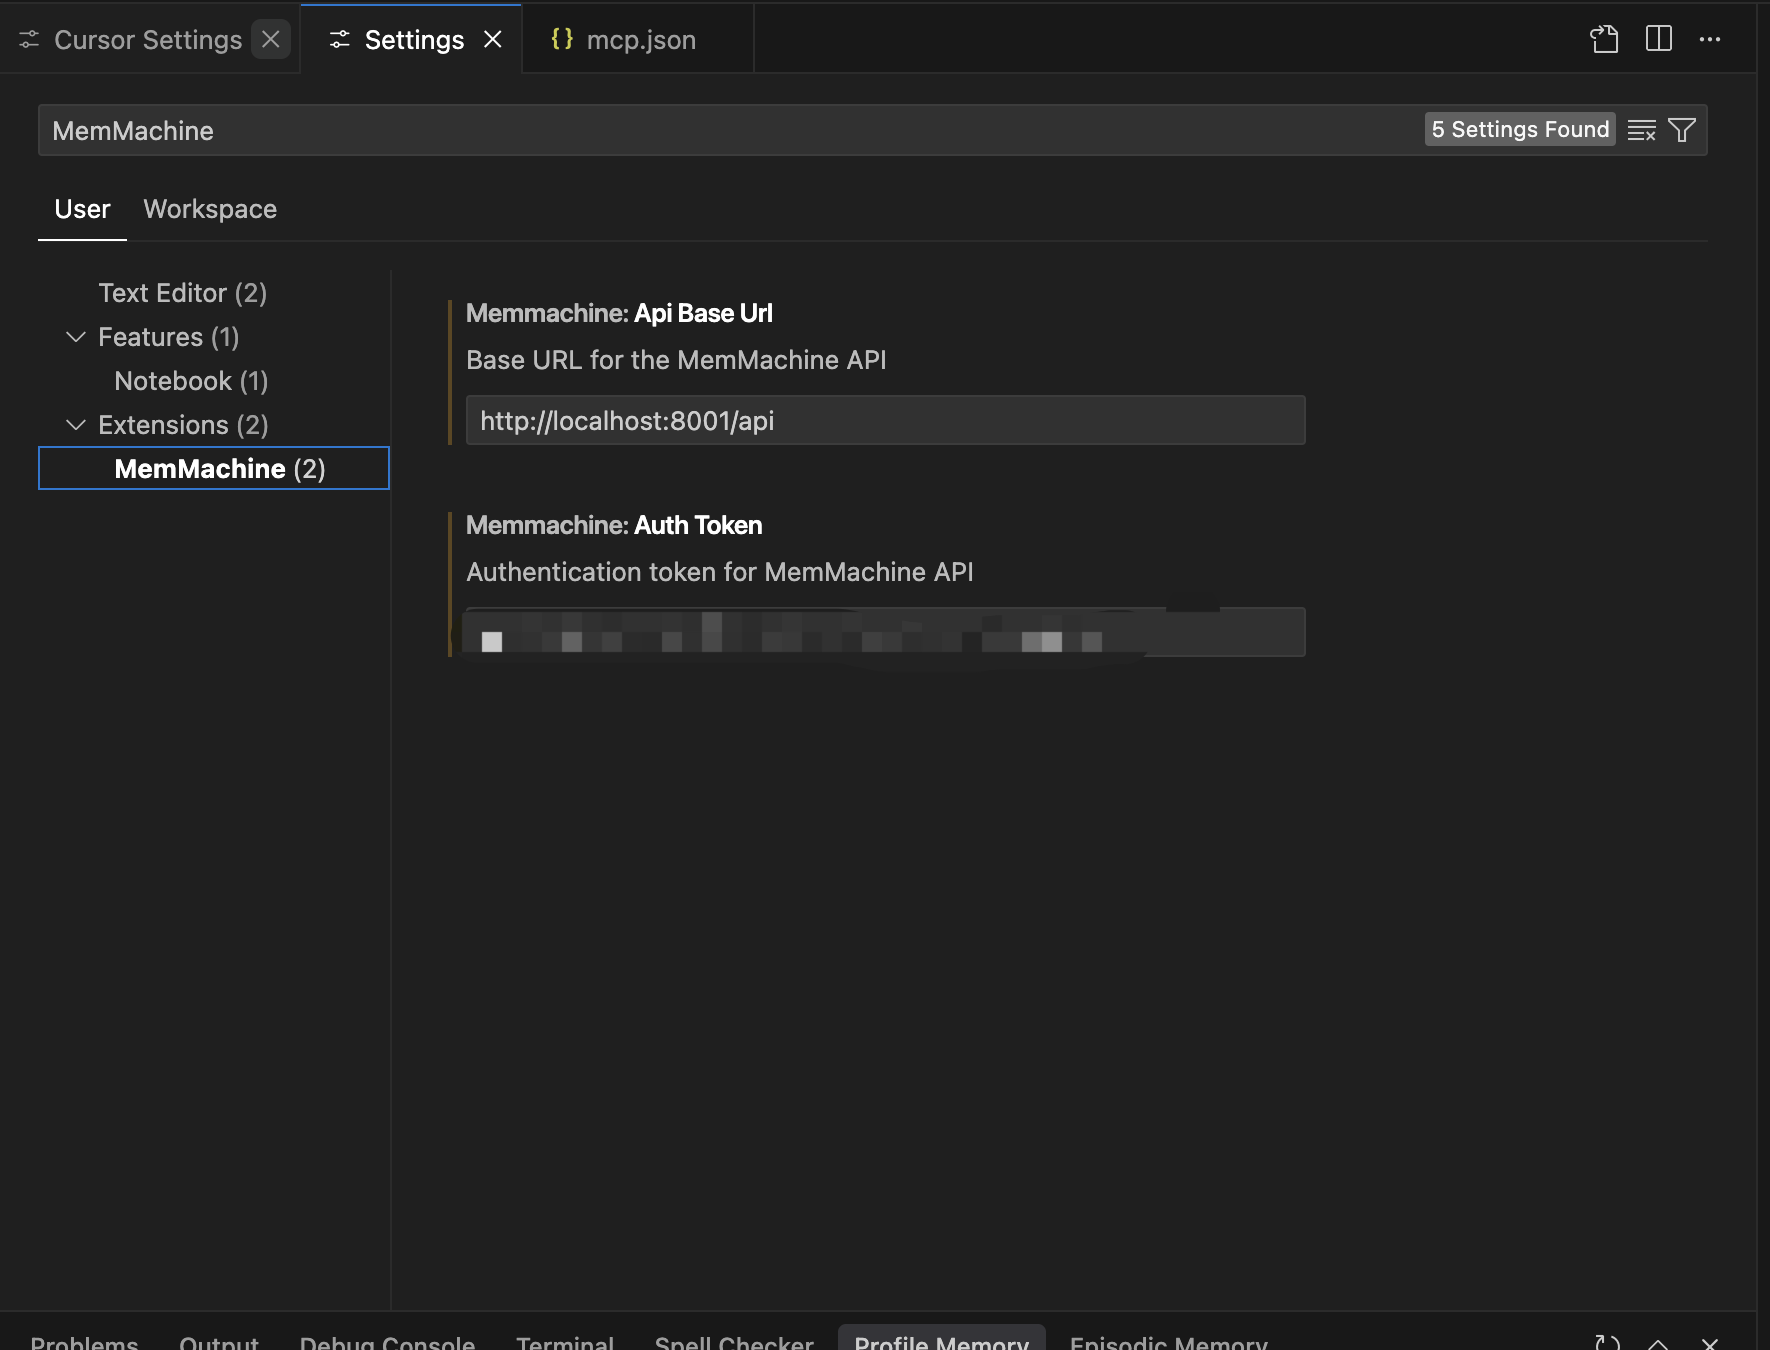 Cursor Settings
Settings
mcp.json
MemMachine
5 Settings Found
User
Workspace
Text Editor (2)
Features (1)
Notebook (1)
Extensions (2)
MemMachine (2)
Memmachine: Api Base Url
Base URL for the MemMachine API
http://localhost:8001/api
Memmachine: Auth Token
Authentication token for MemMachine API
Problems
Output
Debug Console
Terminal
Spell Checker
Profile Memory
Episodic Memory